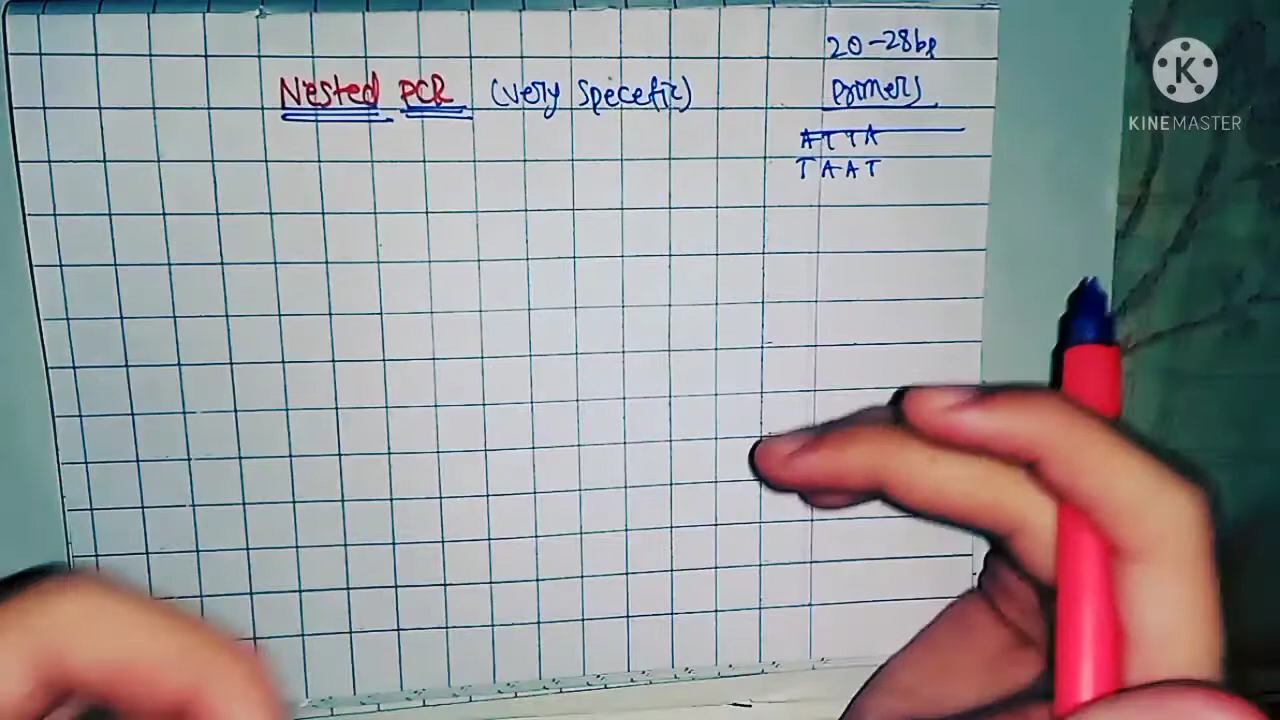 20-28bp
Nested PCR (very specefic)
primers
ATTA
TAAT
K
KINEMASTER